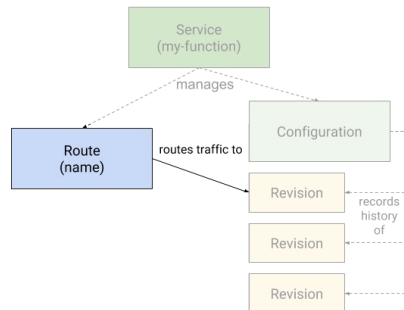 Service
(my-function)
manages
Configuration
Route
(name)
routes traffic to
Revision
records
history
of
Revision
Revision